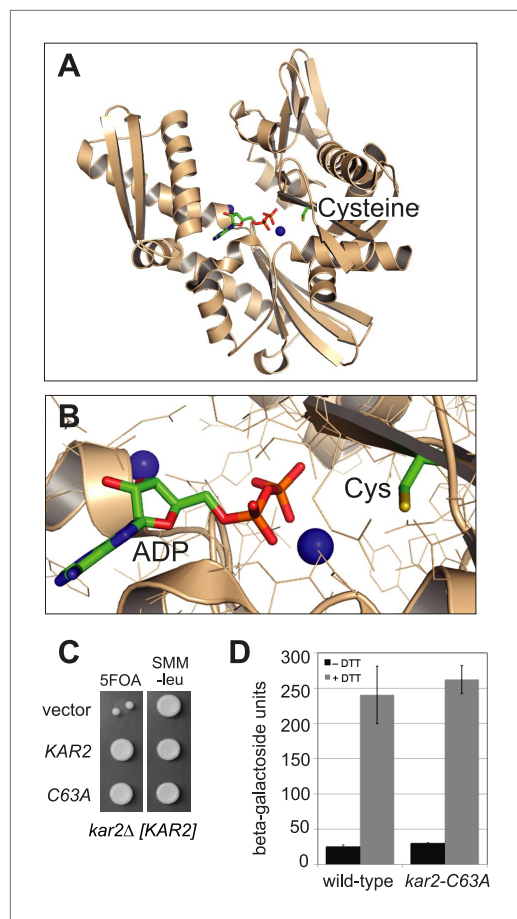 A
Cysteine
B
Cys
ADP
C
5FOA
SMM
-leu
vector
KAR2
C63A
kar2Δ [KAR2]
D
beta-galactoside units
300
250
200
150
100
50
0
– DTT
+ DTT
wild-type
kar2-C63A